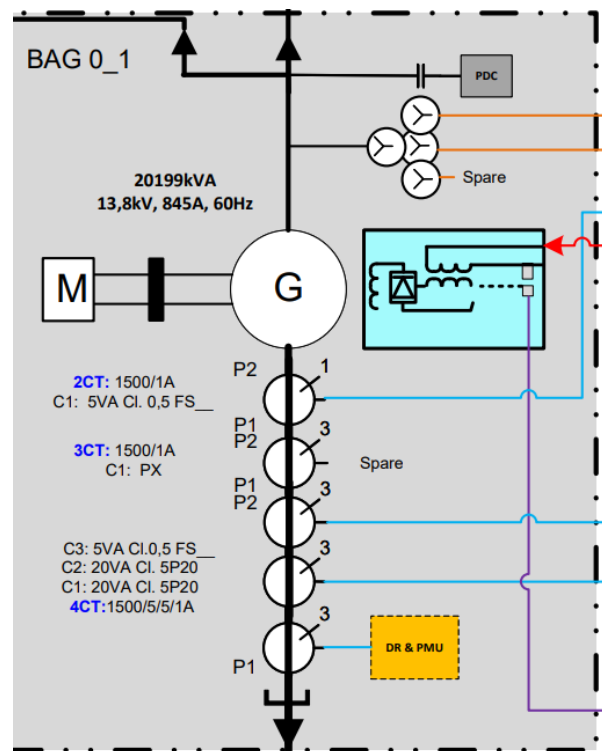 BAG 0_1
PDC
Spare
20199kVA
13,8kV, 845A, 60Hz
M
G
P2
1
2CT: 1500/1A
C1: 5VA Cl. 0,5 FS__
P1
P2
3
3CT: 1500/1A
C1: PX
Spare
P1
P2
3
C3: 5VA Cl.0,5 FS__
C2: 20VA Cl. 5P20
C1: 20VA Cl. 5P20
4CT:1500/5/5/1A
3
3
P1
DR & PMU